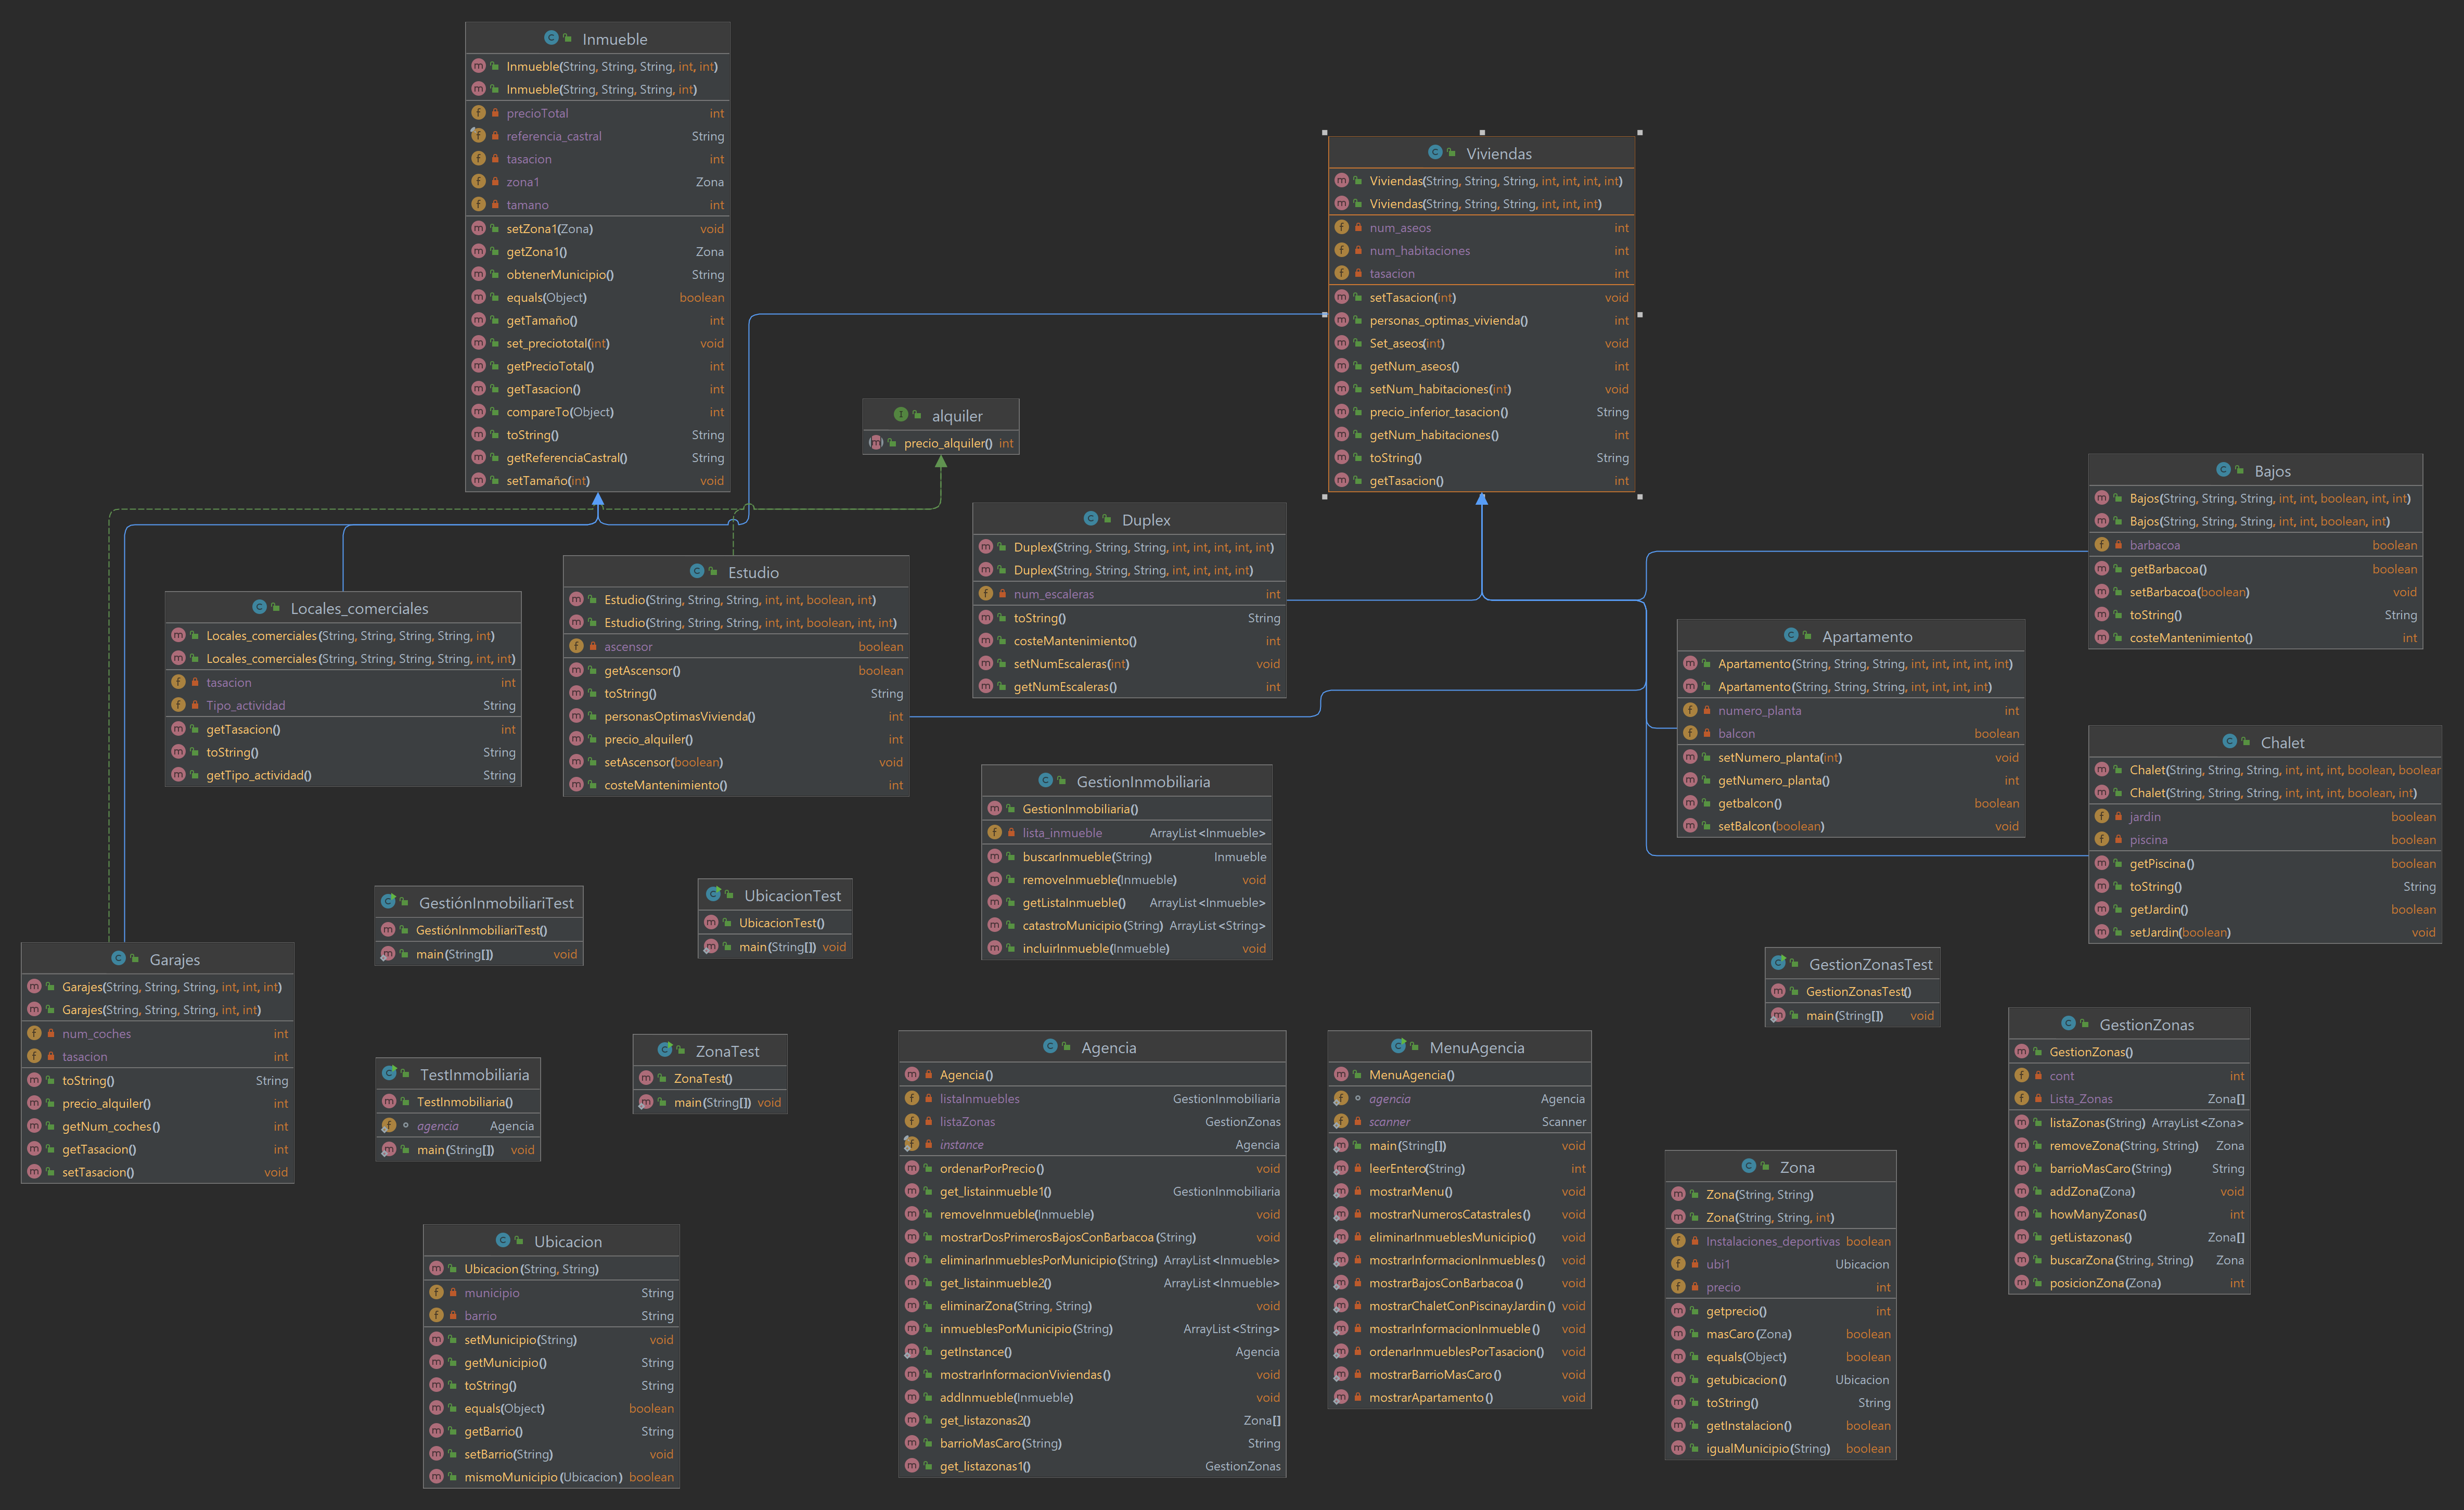 Inmueble
Inmueble(String, String, String, int, int)
Inmueble(String, String, String, int)
precioTotal int
referencia_castral String
tasacion int
zona1 Zona
tamano int
setZona1(Zona) void
getZona1() Zona
obtenerMunicipio() String
equals(Object) boolean
getTamaño() int
set_preciototal(int) void
getPrecioTotal() int
getTasacion() int
compareTo(Object) int
toString() String
getReferenciaCastral() String
setTamaño(int) void
Viviendas
Viviendas(String, String, String, int, int, int, int)
Viviendas(String, String, String, int, int, int)
num_aseos int
num_habitaciones int
tasacion int
setTasacion(int) void
personas_optimas_vivienda() int
Set_aseos(int) void
getNum_aseos() int
setNum_habitaciones(int) void
precio_inferior_tasacion() String
getNum_habitaciones() int
toString() String
getTasacion() int
alquiler
precio_alquiler() int
Bajos
Bajos(String, String, String, int, int, boolean, int, int)
Bajos(String, String, String, int, int, boolean, int)
barbacoa boolean
getBarbacoa() boolean
setBarbacoa(boolean) void
toString() String
costeMantenimiento() int
Duplex
Duplex(String, String, String, int, int, int, int, int)
Duplex(String, String, String, int, int, int, int)
num_escaleras int
toString() String
costeMantenimiento() int
setNumEscaleras(int) void
getNumEscaleras() int
Estudio
Estudio(String, String, String, int, int, boolean, int)
Estudio(String, String, String, int, int, boolean, int, int)
ascensor boolean
getAscensor() boolean
toString() String
personasOptimasVivienda() int
precio_alquiler() int
setAscensor(boolean) void
costeMantenimiento() int
Locales_comerciales
Locales_comerciales(String, String, String, String, int)
Locales_comerciales(String, String, String, String, int, int)
tasacion int
Tipo_actividad String
getTasacion() int
toString() String
getTipo_actividad() String
Apartamento
Apartamento(String, String, String, int, int, int, int, int)
Apartamento(String, String, String, int, int, int, int)
numero_planta int
balcon boolean
setNumero_planta(int) void
getNumero_planta() int
getbalcon() boolean
setBalcon(boolean) void
Chalet
Chalet(String, String, String, int, int, int, boolean, boolear
Chalet(String, String, String, int, int, int, boolean, int)
jardin boolean
piscina boolean
getPiscina() boolean
toString() String
getJardin() boolean
setJardin(boolean) void
GestionInmobiliaria
GestionInmobiliaria()
lista_inmueble ArrayList<Inmueble>
buscarInmueble(String) Inmueble
removeInmueble(Inmueble) void
getListaInmueble() ArrayList<Inmueble>
catastroMunicipio(String) ArrayList<String>
incluirInmueble(Inmueble) void
GestiónInmobiliariTest
GestiónInmobiliariTest()
main(String[]) void
UbicacionTest
UbicacionTest()
main(String[]) void
Garajes
Garajes(String, String, String, int, int, int)
Garajes(String, String, String, int, int)
num_coches int
tasacion int
toString() String
precio_alquiler() int
getNum_coches() int
getTasacion() int
setTasacion() void
GestionZonasTest
GestionZonasTest()
main(String[]) void
TestInmobiliaria
TestInmobiliaria()
agencia Agencia
main(String[]) void
ZonaTest
ZonaTest()
main(String[]) void
Agencia
Agencia()
listaInmuebles GestionInmobiliaria
listaZonas GestionZonas
instance Agencia
ordenarPorPrecio() void
get_listainmueble1() GestionInmobiliaria
removeInmueble(Inmueble) void
mostrarDosPrimerosBajosConBarbacoa(String) void
eliminarInmueblesPorMunicipio(String) ArrayList<Inmueble>
get_listainmueble2() ArrayList<Inmueble>
eliminarZona(String, String) void
inmueblesPorMunicipio(String) ArrayList<String>
getInstance() Agencia
mostrarInformacionViviendas() void
addInmueble(Inmueble) void
get_listazonas2() Zona[]
barrioMasCaro(String) String
get_listazonas1() GestionZonas
MenuAgencia
MenuAgencia()
agencia Agencia
scanner Scanner
main(String[]) void
leerEntero(String) int
mostrarMenu() void
mostrarNumerosCatastrales() void
eliminarInmueblesMunicipio() void
mostrarInformacionInmuebles() void
mostrarBajosConBarbacoa() void
mostrarChaletConPiscinayJardin() void
mostrarInformacionInmueble() void
ordenarInmueblesPorTasacion() void
mostrarBarrioMasCaro() void
mostrarApartamento() void
GestionZonas
GestionZonas()
cont int
Lista_Zonas Zona[]
listaZonas(String) ArrayList<Zona>
removeZona(String, String) Zona
barrioMasCaro(String) String
addZona(Zona) void
howManyZonas() int
getListazonas() Zona[]
buscarZona(String, String) Zona
posicionZona(Zona) int
Zona
Zona(String, String)
Zona(String, String, int)
Instalaciones_deportivas boolean
ubi1 Ubicacion
precio int
getprecio() int
masCaro(Zona) boolean
equals(Object) boolean
getubicacion() Ubicacion
toString() String
getInstalacion() boolean
igualMunicipio(String) boolean
Ubicacion
Ubicacion(String, String)
municipio String
barrio String
setMunicipio(String) void
getMunicipio() String
toString() String
equals(Object) boolean
getBarrio() String
setBarrio(String) void
mismoMunicipio(Ubicacion) boolean